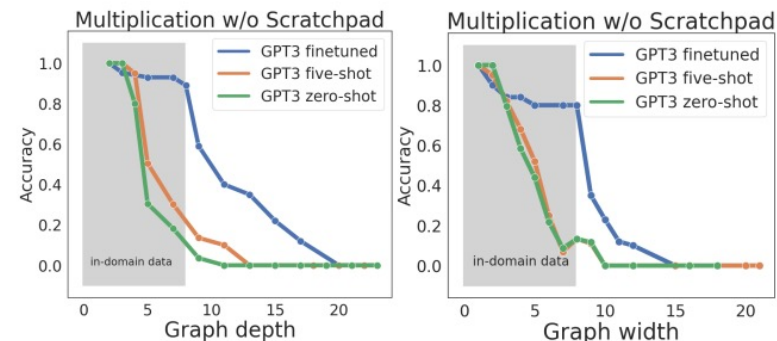 Multiplication w/o Scratchpad
GPT3 finetuned
GPT3 five-shot
GPT3 zero-shot
1.0
0.8
0.6
0.4
0.2
0.0
Accuracy
in-domain data
0 5 10 15 20
Graph depth
Multiplication w/o Scratchpad
GPT3 finetuned
GPT3 five-shot
GPT3 zero-shot
1.0
0.8
0.6
0.4
0.2
0.0
Accuracy
in-domain data
0 5 10 15 20
Graph width